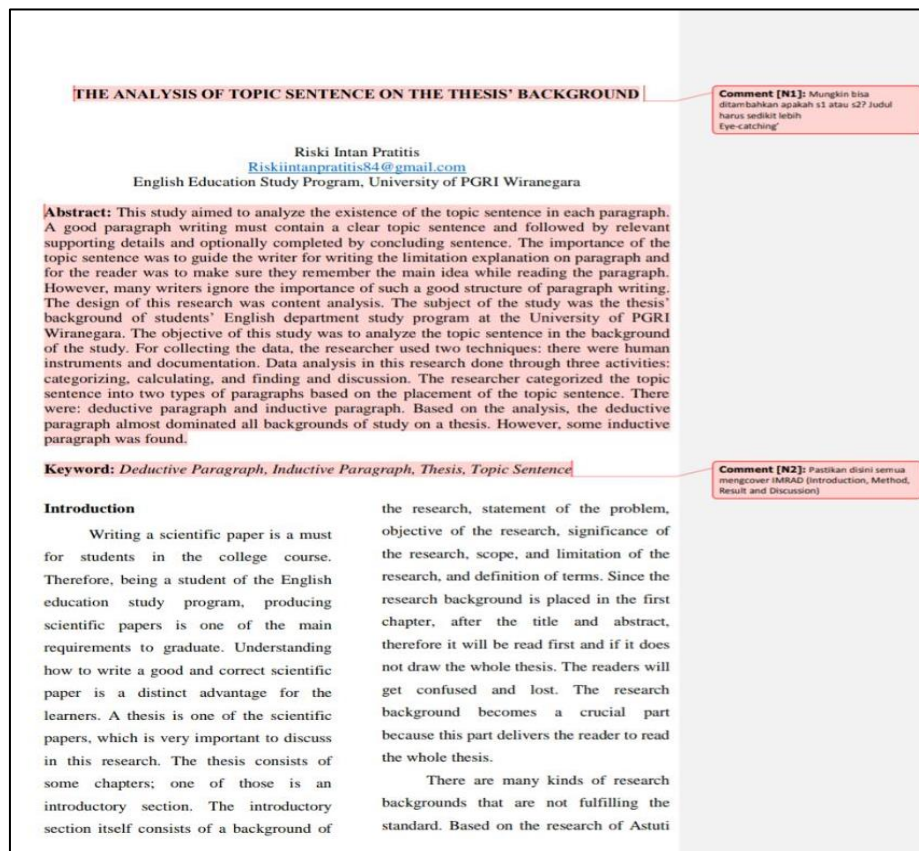 THE ANALYSIS OF TOPIC SENTENCE ON THE THESIS' BACKGROUND
Comment [N1]: Mungkin bisa
ditambahkan apakah s1 atau s2? Judul
harus sedikit lebih
Eye-catching'
Riski Intan Pratitis
Riskiintanpratitis84@gmail.com
English Education Study Program, University of PGRI Wiranegara
Abstract: This study aimed to analyze the existence of the topic sentence in each paragraph.
A good paragraph writing must contain a clear topic sentence and followed by relevant
supporting details and optionally completed by concluding sentence. The importance of the
topic sentence was to guide the writer for writing the limitation explanation on paragraph and
for the reader was to make sure they remember the main idea while reading the paragraph.
However, many writers ignore the importance of such a good structure of paragraph writing.
The design of this research was content analysis. The subject of the study was the thesis'
background of students' English department study program at the University of PGRI
Wiranegara. The objective of this study was to analyze the topic sentence in the background
of the study. For collecting the data, the researcher used two techniques: there were human
instruments and documentation. Data analysis in this research done through three activities:
categorizing, calculating, and finding and discussion. The researcher categorized the topic
sentence into two types of paragraphs based on the placement of the topic sentence. There
were: deductive paragraph and inductive paragraph. Based on the analysis, the deductive
paragraph almost dominated all backgrounds of study on a thesis. However, some inductive
paragraph was found.
Keyword: Deductive Paragraph, Inductive Paragraph, Thesis, Topic Sentence
Comment [N2]: Pastikan disini semua
mengcover IMRAD (Introduction, Method,
Result and Discussion)
Introduction
Writing a scientific paper is a must
for students in the college course.
Therefore, being a student of the English
education study program, producing
scientific papers is one of the main
requirements to graduate. Understanding
how to write a good and correct scientific
paper is a distinct advantage for the
learners. A thesis is one of the scientific
papers, which is very important to discuss
in this research. The thesis consists of
some chapters; one of those is an
introductory section. The introductory
section itself consists of a background of
the research, statement of the problem,
objective of the research, significance of
the research, scope, and limitation of the
research, and definition of terms. Since the
research background is placed in the first
chapter, after the title and abstract,
therefore it will be read first and if it does
not draw the whole thesis. The readers will
get confused and lost. The research
background becomes a crucial part
because this part delivers the reader to read
the whole thesis.
There are many kinds of research
backgrounds that are not fulfilling the
standard. Based on the research of Astuti